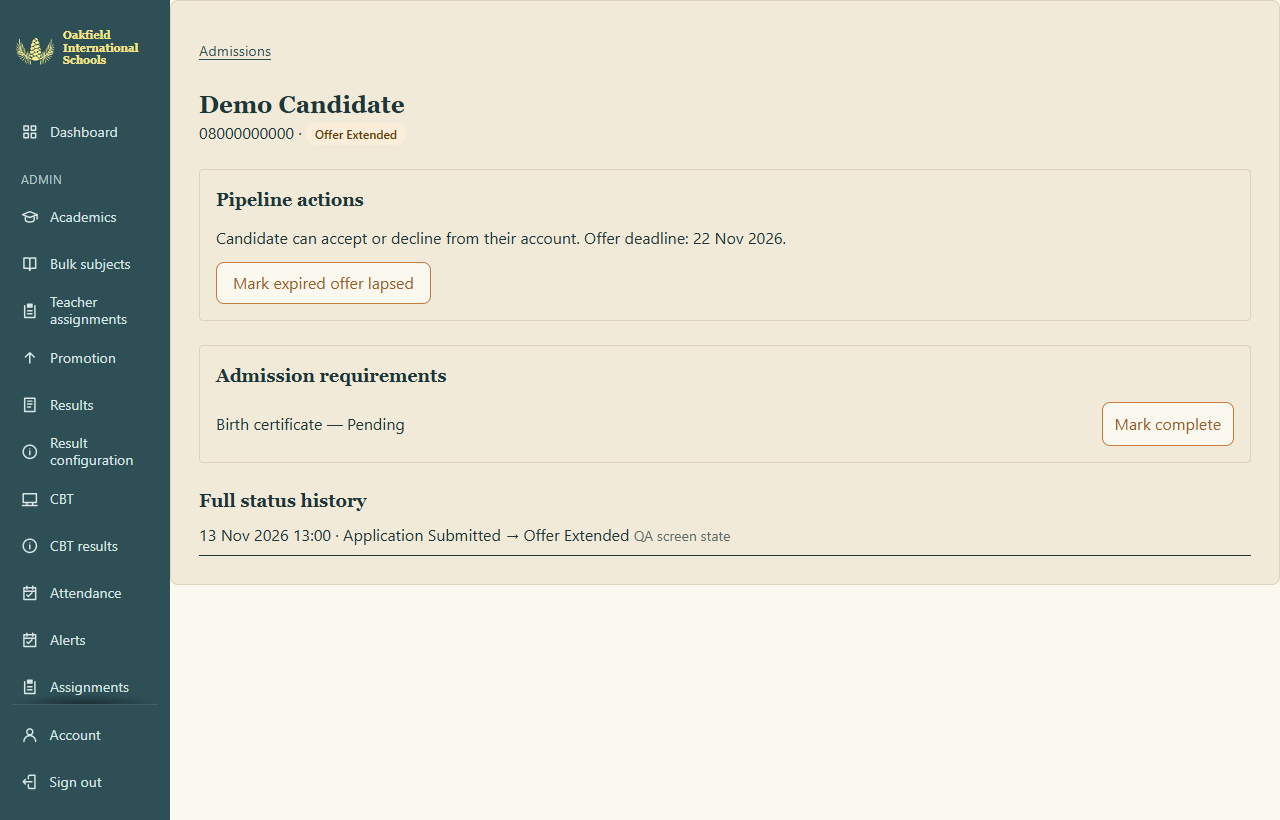 Oakfield
International
Schools
Dashboard
ADMIN
Academics
Bulk subjects
Teacher
assignments
Promotion
Results
Result
configuration
CBT
CBT results
Attendance
Alerts
Assignments
Account
Sign out
Admissions
Demo Candidate
08000000000 · Offer Extended
Pipeline actions
Candidate can accept or decline from their account. Offer deadline: 22 Nov 2026.
Mark expired offer lapsed
Admission requirements
Birth certificate — Pending
Mark complete
Full status history
13 Nov 2026 13:00 · Application Submitted → Offer Extended QA screen state